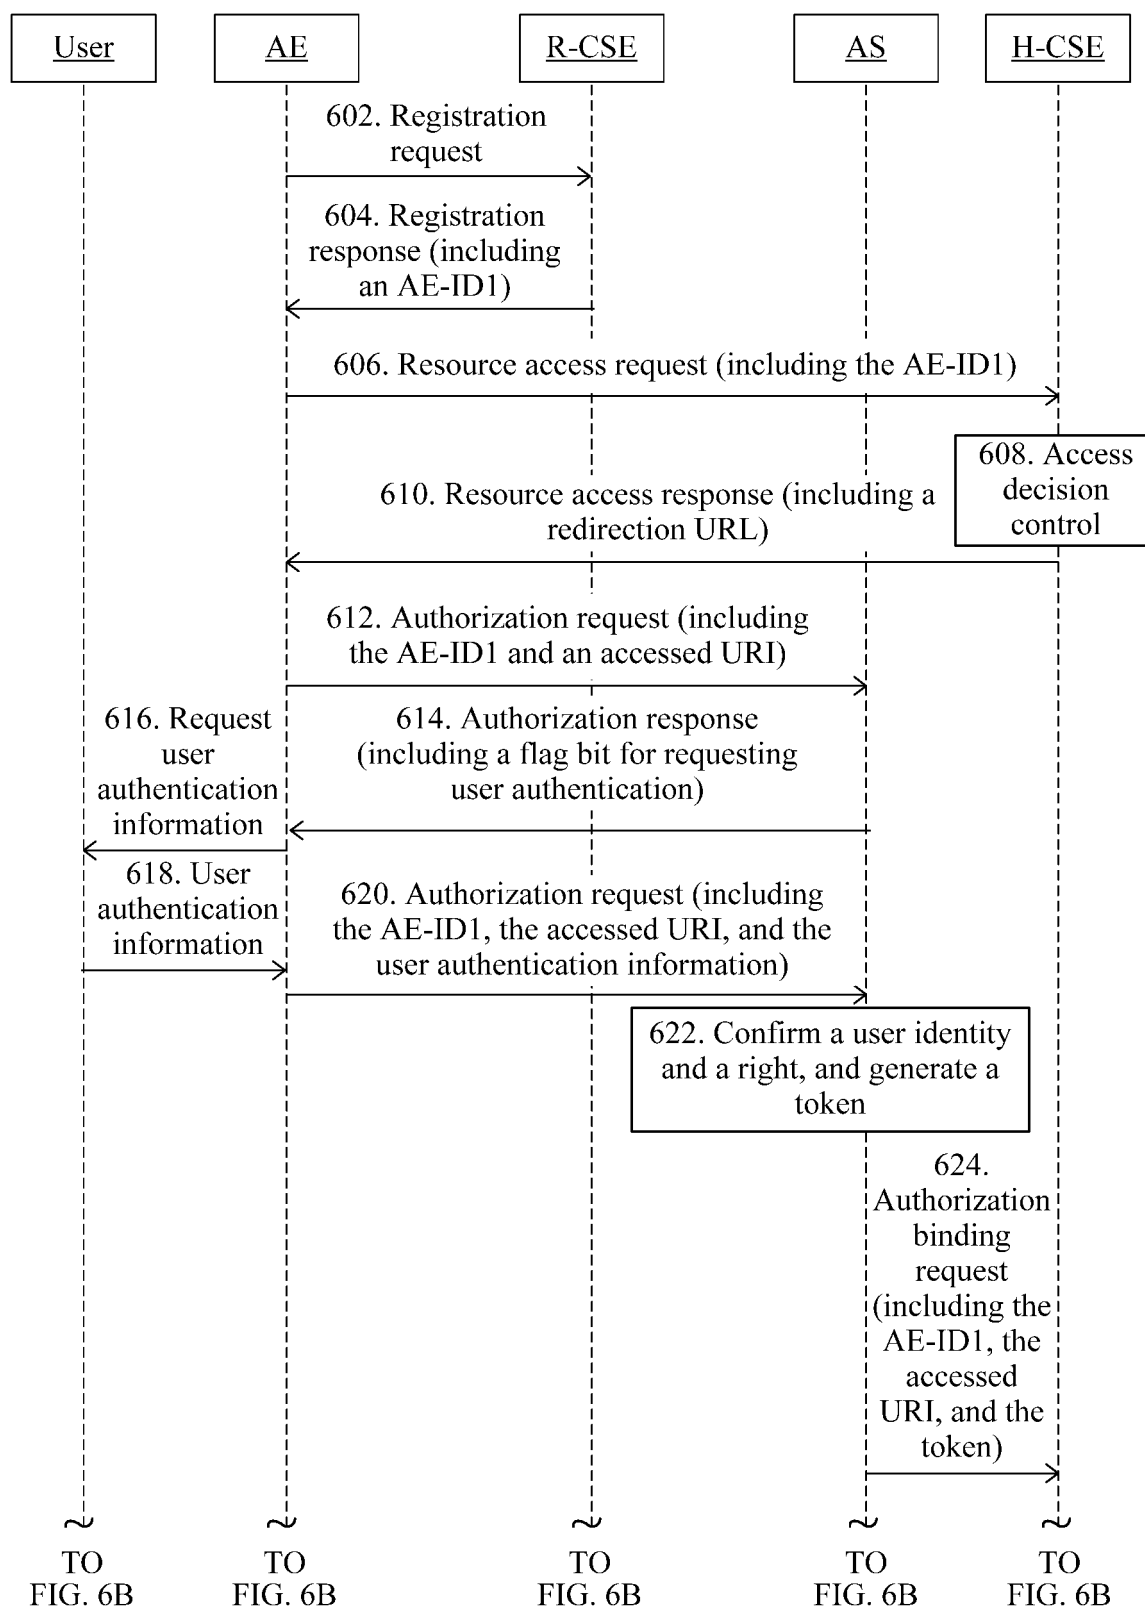 User
AE
R-CSE
AS
H-CSE
602. Registration
request
604. Registration
response (including
an AE-ID1)
606. Resource access request (including the AE-ID1)
608. Access
decision
control
610. Resource access response (including a
redirection URL)
612. Authorization request (including
the AE-ID1 and an accessed URI)
614. Authorization response
(including a flag bit for requesting
user authentication)
616. Request
user
authentication
information
618. User
authentication
information
620. Authorization request (including
the AE-ID1, the accessed URI, and the
user authentication information)
622. Confirm a user identity
and a right, and generate a
token
624.
Authorization
binding
request
(including the
AE-ID1, the
accessed
URI, and the
token)
TO
FIG. 6B
TO
FIG. 6B
TO
FIG. 6B
TO
FIG. 6B
TO
FIG. 6B